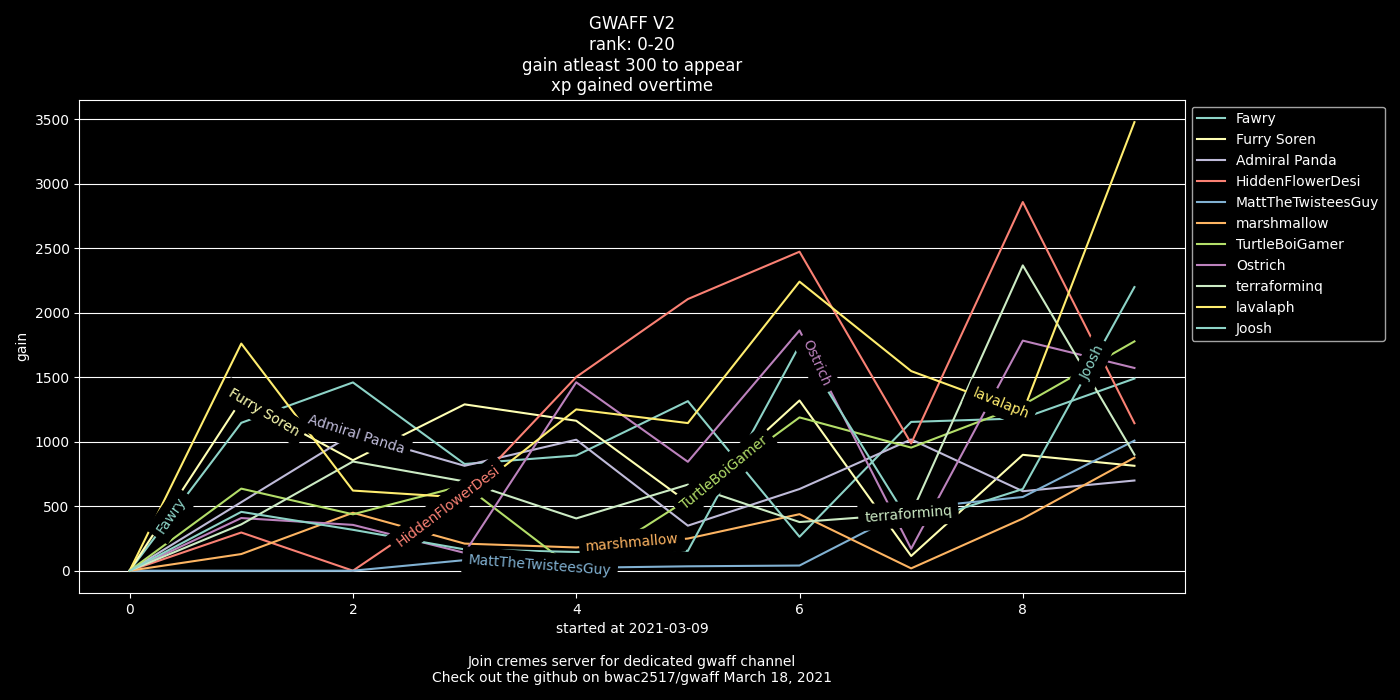 GWAFF V2
rank: 0-20
gain atleast 300 to appear
xp gained overtime
3500
3000
2500
2000
1500
1000
500
0
gain
Fawry
Furry Soren
Admiral Panda
HiddenFlowerDesi
MattTheTwisteesGuy
marshmallow
TurtleBoiGamer
Ostrich
terraforminq
lavalaph
Joosh
Fawry
Furry Soren
Admiral Panda
HiddenFlowerDesi
MattTheTwisteesGuy
marshmallow
TurtleBoiGamer
Ostrich
terraforminq
lavalaph
Joosh
0
2
4
6
8
started at 2021-03-09
Join cremes server for dedicated gwaff channel
Check out the github on bwac2517/gwaff March 18, 2021